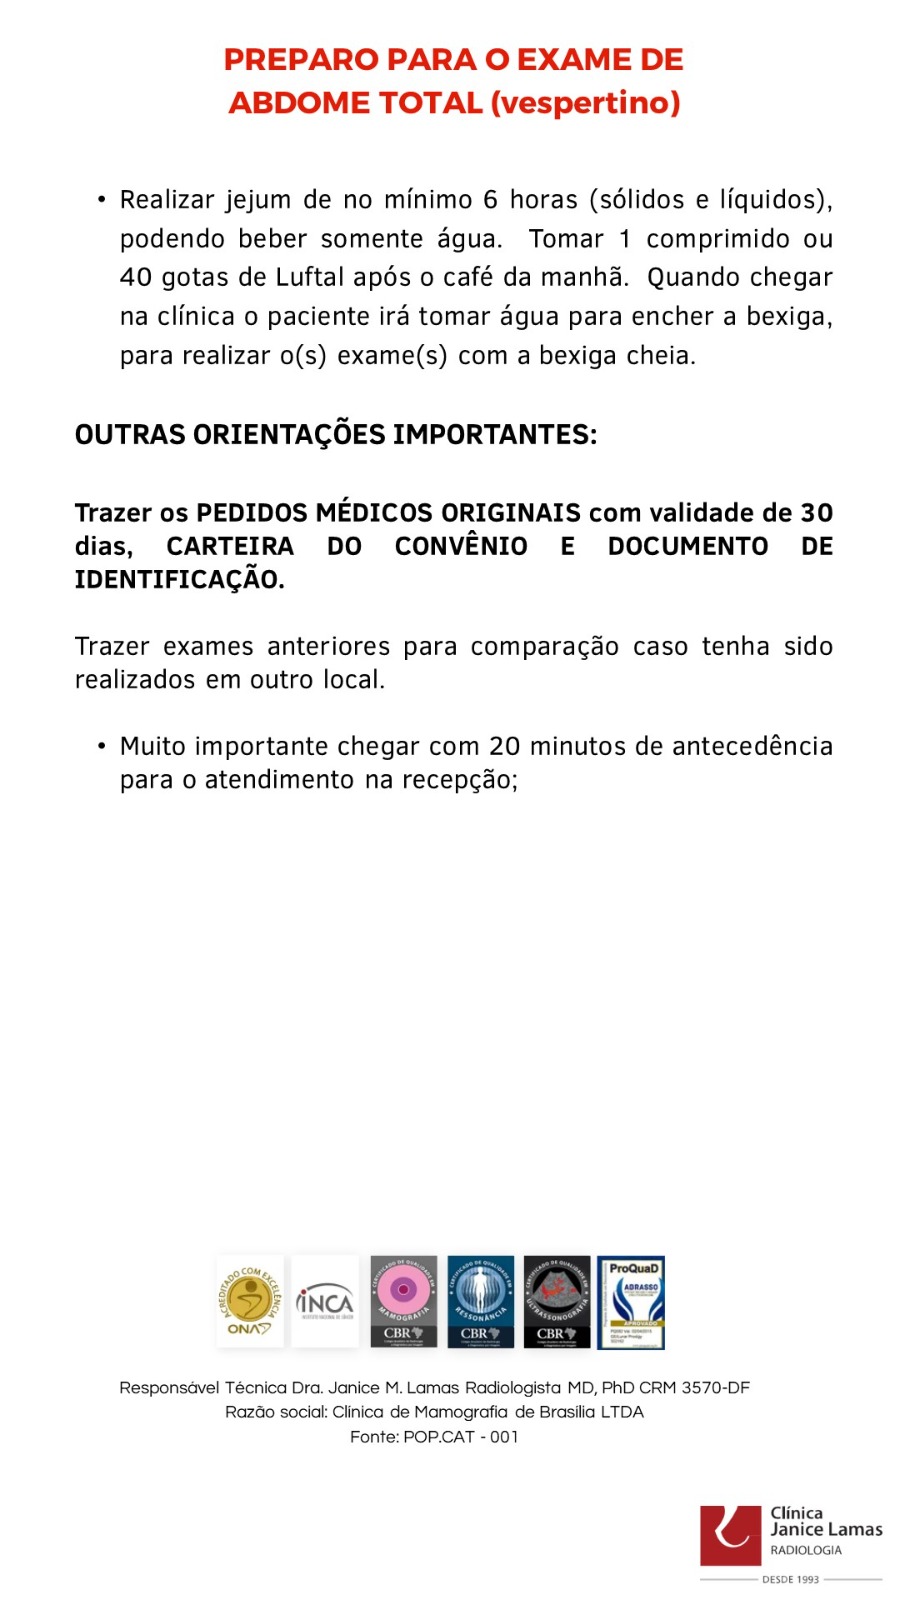 PREPARO PARA O EXAME DE
ABDOME TOTAL (vespertino)
• Realizar jejum de no mínimo 6 horas (sólidos e líquidos),
podendo beber somente água. Tomar 1 comprimido ou
40 gotas de Luftal após o café da manhã. Quando chegar
na clínica o paciente irá tomar água para encher a bexiga,
para realizar o(s) exame(s) com a bexiga cheia.
OUTRAS ORIENTAÇÕES IMPORTANTES:
Trazer os PEDIDOS MÉDICOS ORIGINAIS com validade de 30
dias, CARTEIRA DO CONVÊNIO E DOCUMENTO DE
IDENTIFICAÇÃO.
Trazer exames anteriores para comparação caso tenha sido
realizados em outro local.
• Muito importante chegar com 20 minutos de antecedência
para o atendimento na recepção;
ACREDITADO COM EXCELÊNCIA
ONA
INCA
INSTITUTO NACIONAL DE CÂNCER
CERTIFICADO DE QUALIDADE EM
MAMOGRAFIA
CBR
CERTIFICADO DE QUALIDADE EM
RESSONÂNCIA
CBR
CERTIFICADO DE QUALIDADE EM
ULTRASSONOGRAFIA
CBR
ProQuaD
ABRASSO
APROVADO
Responsável Técnica Dra. Janice M. Lamas Radiologista MD, PhD CRM 3570-DF
Razão social: Clínica de Mamografia de Brasília LTDA
Fonte: POP.CAT - 001
Clínica
Janice Lamas
RADIOLOGIA
DESDE 1993